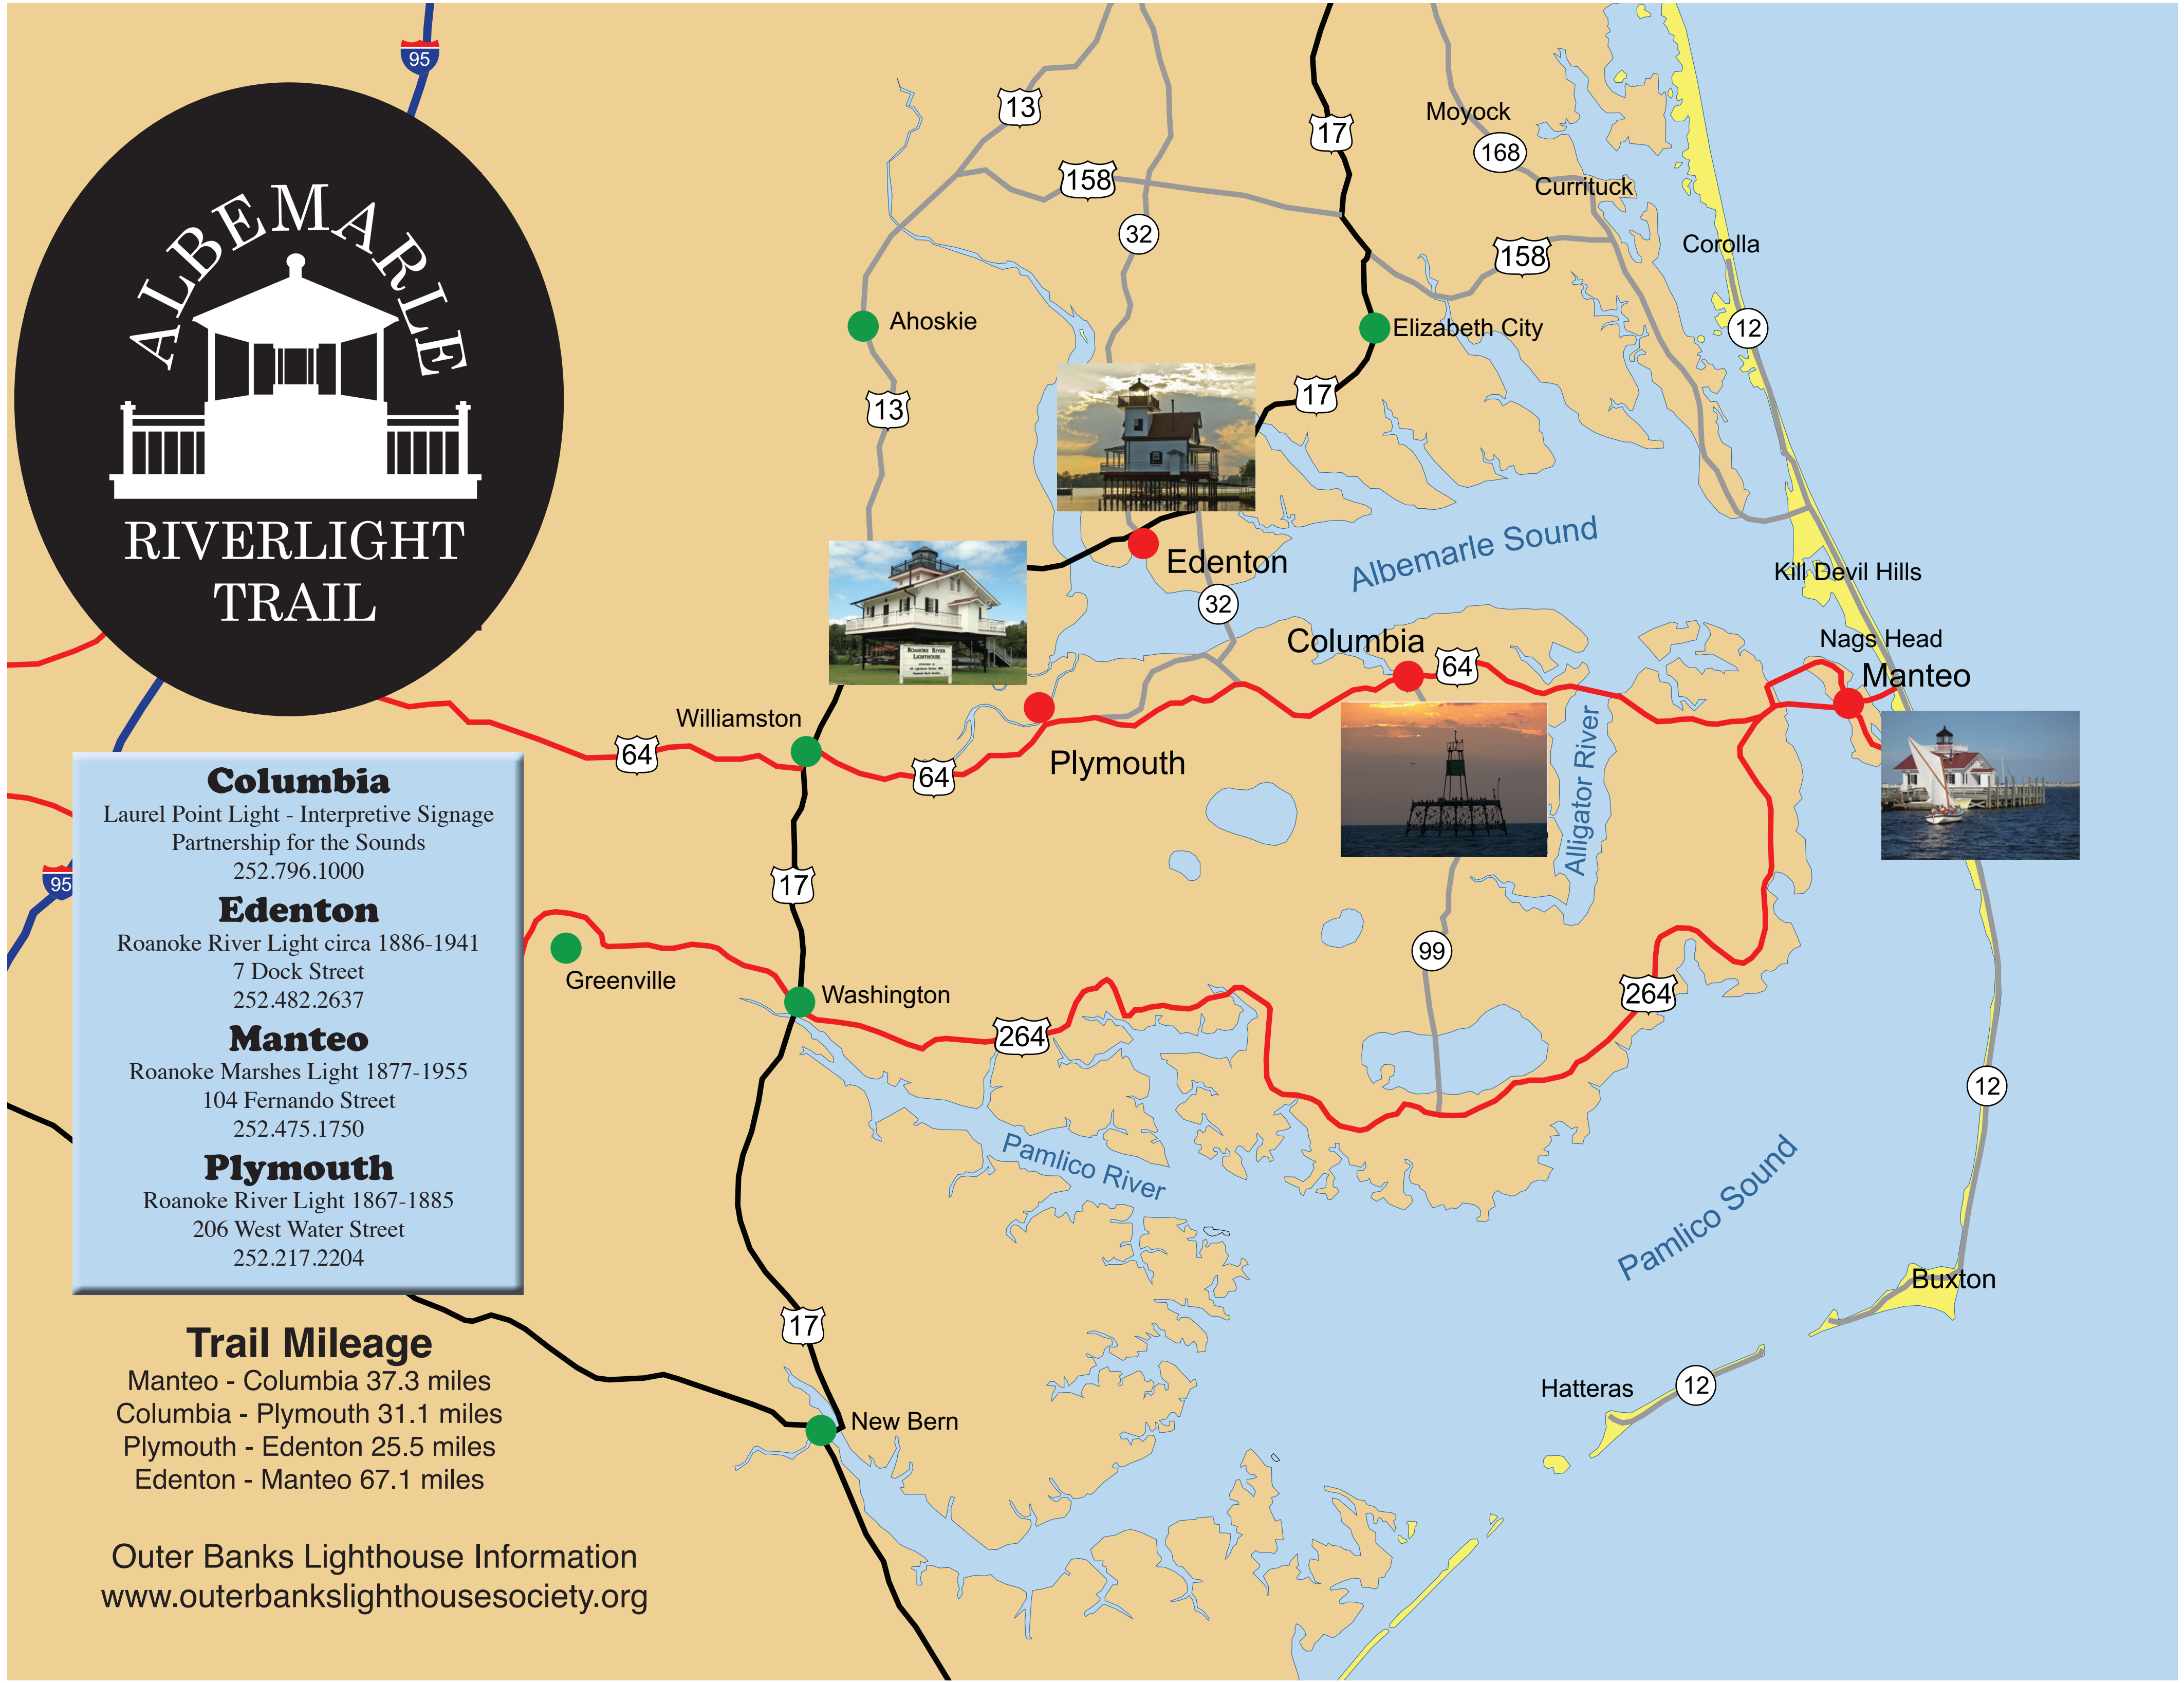 95
ALBEMARLE
RIVERLIGHT
TRAIL
13
17
Moyock
168
158
Currituck
32
Corolla
158
12
Ahoskie
Elizabeth City
13
17
Albemarle Sound
Edenton
Kill Devil Hills
32
Columbia
64
Nags Head
Manteo
ROANOKE RIVER
LIGHTHOUSE
Williamston
64
64
Plymouth
Alligator River
17
95
99
Greenville
Washington
264
264
12
Pamlico River
Pamlico Sound
Buxton
17
Hatteras
12
New Bern
Columbia
Laurel Point Light - Interpretive Signage
Partnership for the Sounds
252.796.1000
Edenton
Roanoke River Light circa 1886-1941
7 Dock Street
252.482.2637
Manteo
Roanoke Marshes Light 1877-1955
104 Fernando Street
252.475.1750
Plymouth
Roanoke River Light 1867-1885
206 West Water Street
252.217.2204
Trail Mileage
Manteo - Columbia 37.3 miles
Columbia - Plymouth 31.1 miles
Plymouth - Edenton 25.5 miles
Edenton - Manteo 67.1 miles
Outer Banks Lighthouse Information
www.outerbankslighthousesociety.org